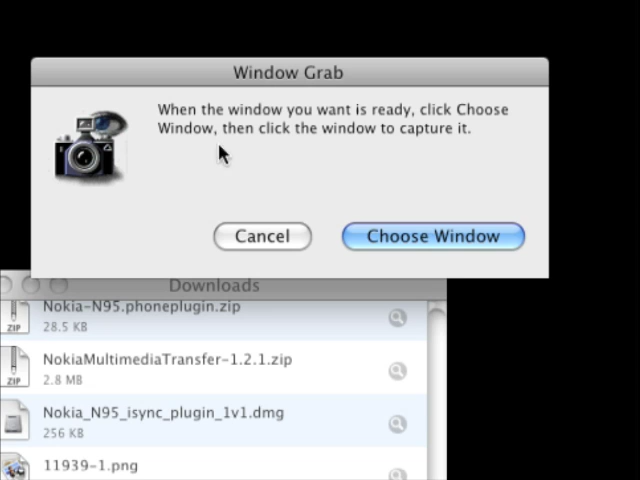 Window Grab
When the window you want is ready, click Choose
Window, then click the window to capture it.
Cancel
Choose Window
Downloads
Nokia-N95.phoneplugin.zip
28.5 KB
ZIP
NokiaMultimediaTransfer-1.2.1.zip
2.8 MB
ZIP
Nokia_N95_isync_plugin_1v1.dmg
256 KB
11939-1.png